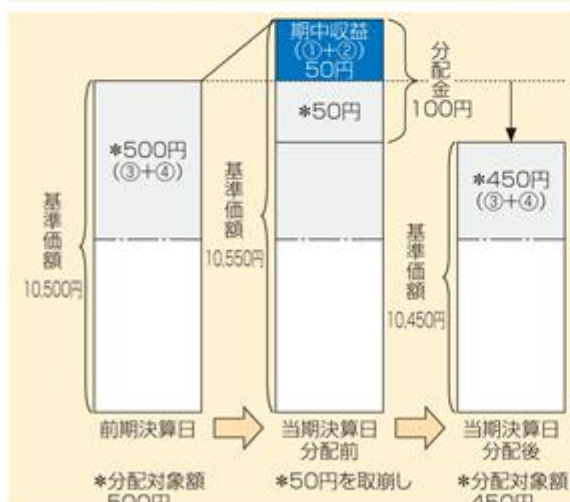 期中収益
(①+②)
50円
*50円
分配金
100円
*500円
(③+④)
基準価額
10,500円
基準価額
10,550円
*450円
(③+④)
基準価額
10,450円
前期決算日
当期決算日
分配前
当期決算日
分配後
*分配対象額
500円
*50円を取崩し
*分配対象額
450円